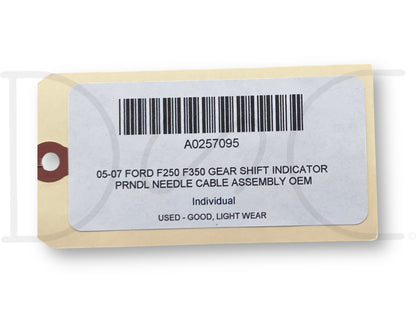 A0257095
05-07 FORD F250 F350 GEAR SHIFT INDICATOR
PRNDL NEEDLE CABLE ASSEMBLY OEM
Individual
USED - GOOD, LIGHT WEAR